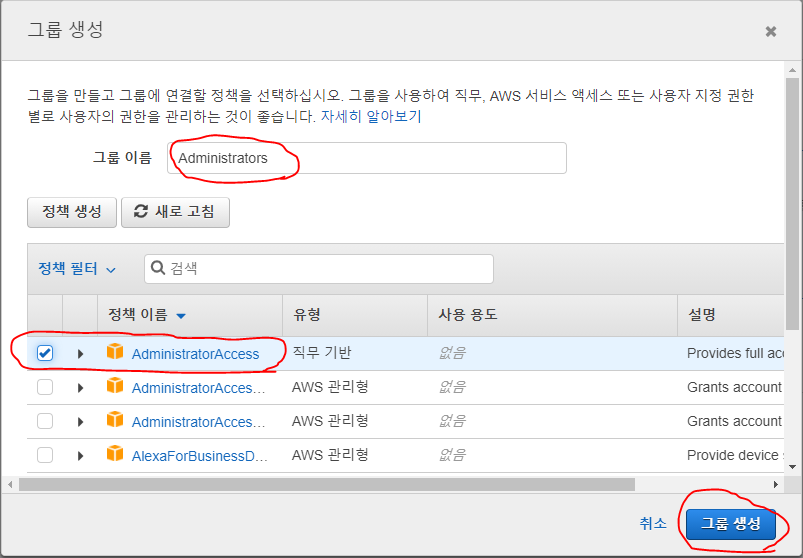 그룹 생성
그룹을 만들고 그룹에 연결할 정책을 선택하십시오. 그룹을 사용하여 직무, AWS 서비스 액세스 또는 사용자 지정 권한
별로 사용자의 권한을 관리하는 것이 좋습니다. 자세히 알아보기
그룹 이름 Administrators
정책 생성 새로 고침
정책 필터 검색
정책 이름 유형 사용 용도 설명
AdministratorAccess 직무 기반 없음 Provides full acc
AdministratorAcces... AWS 관리형 없음 Grants account
AdministratorAcces... AWS 관리형 없음 Grants account
AlexaForBusinessD... AWS 관리형 없음 Provide device s
취소 그룹 생성